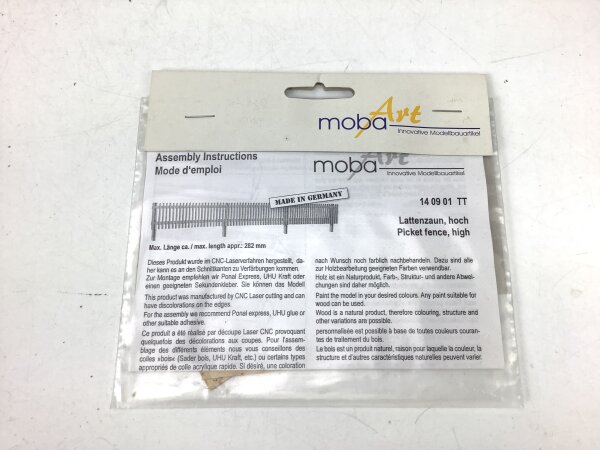 moba Art
Innovative Modellbauartikel
Assembly Instructions
Mode d'emploi
moba Art
Innovative Modellbauartikel
MADE IN GERMANY
14 09 01 TT
Lattenzaun, hoch
Picket fence, high
Max. Länge ca. / max. length appr.: 282 mm
Dieses Produkt wurde im CNC-Laserverfahren hergestellt, da-
her kann es an den Schnittkanten zu Verfärbungen kommen.
Zur Montage empfehlen wir Ponal Express, UHU Kraft oder
einen geeigneten Sekundenkleber. Sie können das Modell
This product was manufactured by CNC Laser cutting and can
have discolorations on the edges.
For the assembly we recommend Ponal express, UHU glue or
other suitable adhesive.
Ce produit a été réalisé par découpe Laser CNC provoquant
quelquefois des décolorations aux coupes. Pour l'assem-
blage des différents éléments nous vous conseillons des
colles »bois« (Sader bois, UHU Kraft, etc.) ou certains types
appropriés de colle acrylique rapide. Si désiré, une coloration
nach Wunsch noch farblich nachbehandeln. Dazu sind alle
zur Holzbearbeitung geeigneten Farben verwendbar.
Holz ist ein Naturprodukt, Farb-, Struktur- und andere Abwei-
chungen sind daher möglich.
Paint the model in your desired colours. Any paint suitable for
wood can be used.
Wood is a natural product, therefore colouring, structure and
other variations are possible.
personnalisée est possible à base de toutes couleurs couran-
tes de traitement du bois.
Le bois est un produit naturel, raison pour laquelle la couleur, la
structure et d'autres caractéristiques naturelles peuvent varier.